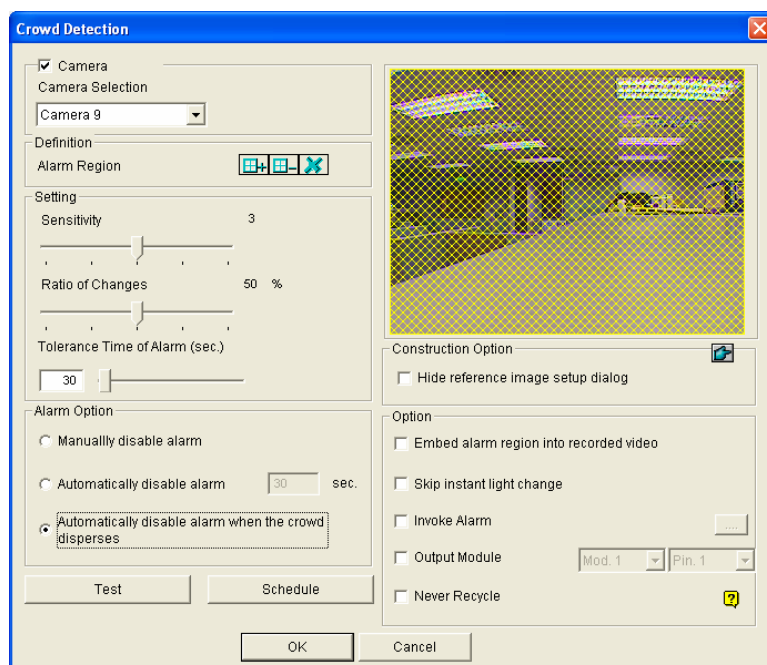 Crowd Detection
Camera
Camera Selection
Camera 9
Definition
Alarm Region
Setting
Sensitivity 3
Ratio of Changes 50 %
Tolerance Time of Alarm (sec.)
30
Alarm Option
Manuallly disable alarm
Automatically disable alarm 30 sec.
Automatically disable alarm when the crowd
disperses
Test Schedule
Construction Option
Hide reference image setup dialog
Option
Embed alarm region into recorded video
Skip instant light change
Invoke Alarm ....
Output Module Mod. 1 Pin. 1
Never Recycle ?
OK Cancel